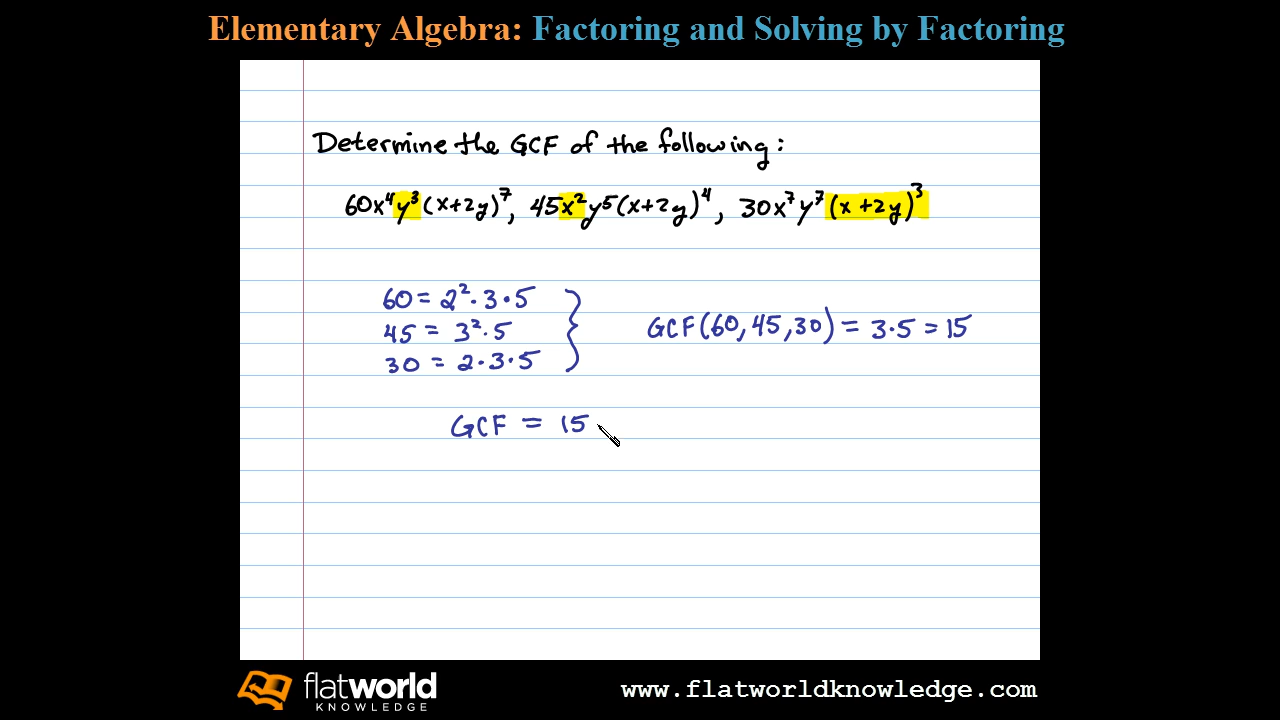 Elementary Algebra: Factoring and Solving by Factoring
Determine the GCF of the following:
60x⁴y³(x+2y)⁷, 45x²y⁵(x+2y)⁴, 30x⁷y⁷(x+2y)³
60 = 2²·3·5
45 = 3²·5
30 = 2·3·5
GCF(60,45,30) = 3·5 = 15
GCF = 15
flatworld
KNOWLEDGE
www.flatworldknowledge.com